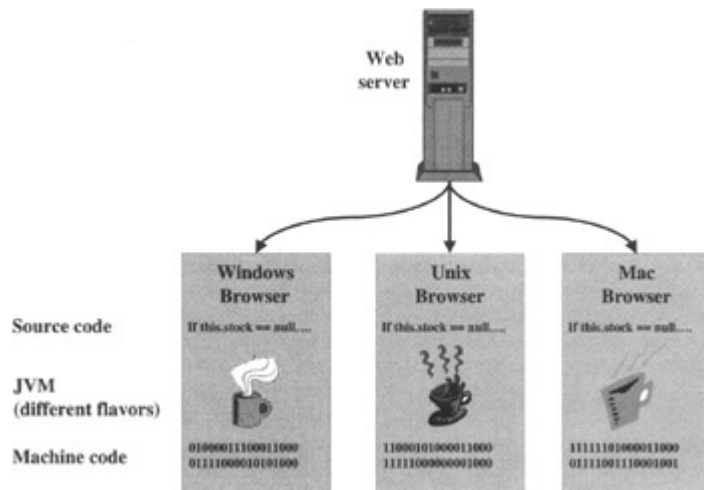 Web
server
Windows
Browser
Unix
Browser
Mac
Browser
Source code
If this.stock == null....
If this.stock == null....
If this.stock == null....
JVM
(different flavors)
Machine code
01000011100011000
01111000010101000
11000101000011000
11111000000001000
11111101000011000
01111001110001001